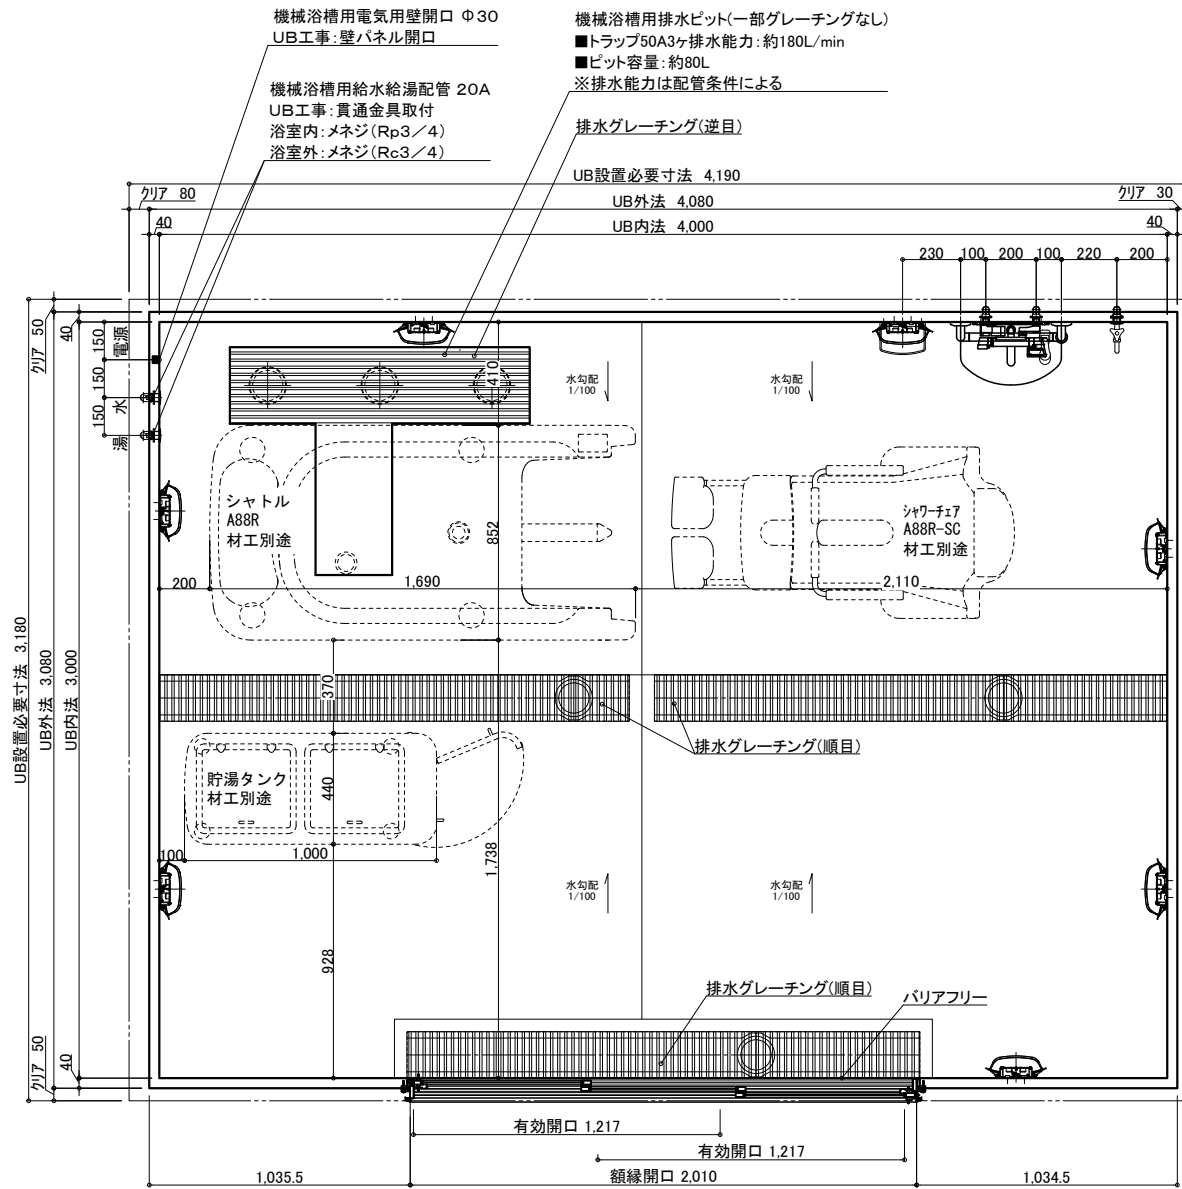 機械浴槽用電気用壁開口 Φ30
UB工事:壁パネル開口
機械浴槽用給水給湯配管 20A
UB工事:貫通金具取付
浴室内:メネジ(Rp3/4)
浴室外:メネジ(Rc3/4)
機械浴槽用排水ピット(一部グレーチングなし)
■トラップ50A3ヶ排水能力:約180L/min
■ピット容量:約80L
※排水能力は配管条件による
排水グレーチング(逆目)
UB設置必要寸法 4,190
クリア 80
UB外法 4,080
クリア 30
40
UB内法 4,000
40
230
100
200
100
220
200
クリア 50
40
150
電源
150
水
150
湯
410
水勾配
1/100
水勾配
1/100
シャトル
A88R
材工別途
852
シャワーチェア
A88R-SC
材工別途
200
1,690
2,110
UB設置必要寸法 3,180
UB外法 3,080
UB内法 3,000
370
排水グレーチング(順目)
貯湯タンク
材工別途
440
100
1,000
1,738
水勾配
1/100
水勾配
1/100
928
排水グレーチング(順目)
バリアフリー
クリア 50
40
有効開口 1,217
有効開口 1,217
1,035.5
額縁開口 2,010
1,034.5